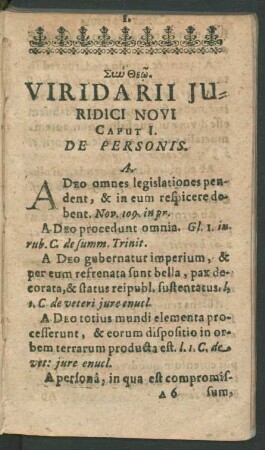 1.
Σὺν Θεῷ.
VIRIDARII JU-
RIDICI NOVI
CAPUT I.
DE PERSONIS.
A.
A DEO omnes legislationes pen-
dent, & in eum respicere de-
bent. Nov. 109. in pr.
A DEO procedunt omnia. Gl. 1. in
rub. C. de summ. Trinit.
A DEO gubernatur imperium, &
per eum refrenata sunt bella, pax de-
corata, & status reipubl. sustentatus. l,
1. C de veteri jure enucl.
A DEO totius mundi elementa pro-
cesserunt, & eorum dispositio in or-
bem terrarum producta est. l. 1. C. de
vet: jure enucl.
A personâ, in qua est compromis-
A 6 sum,